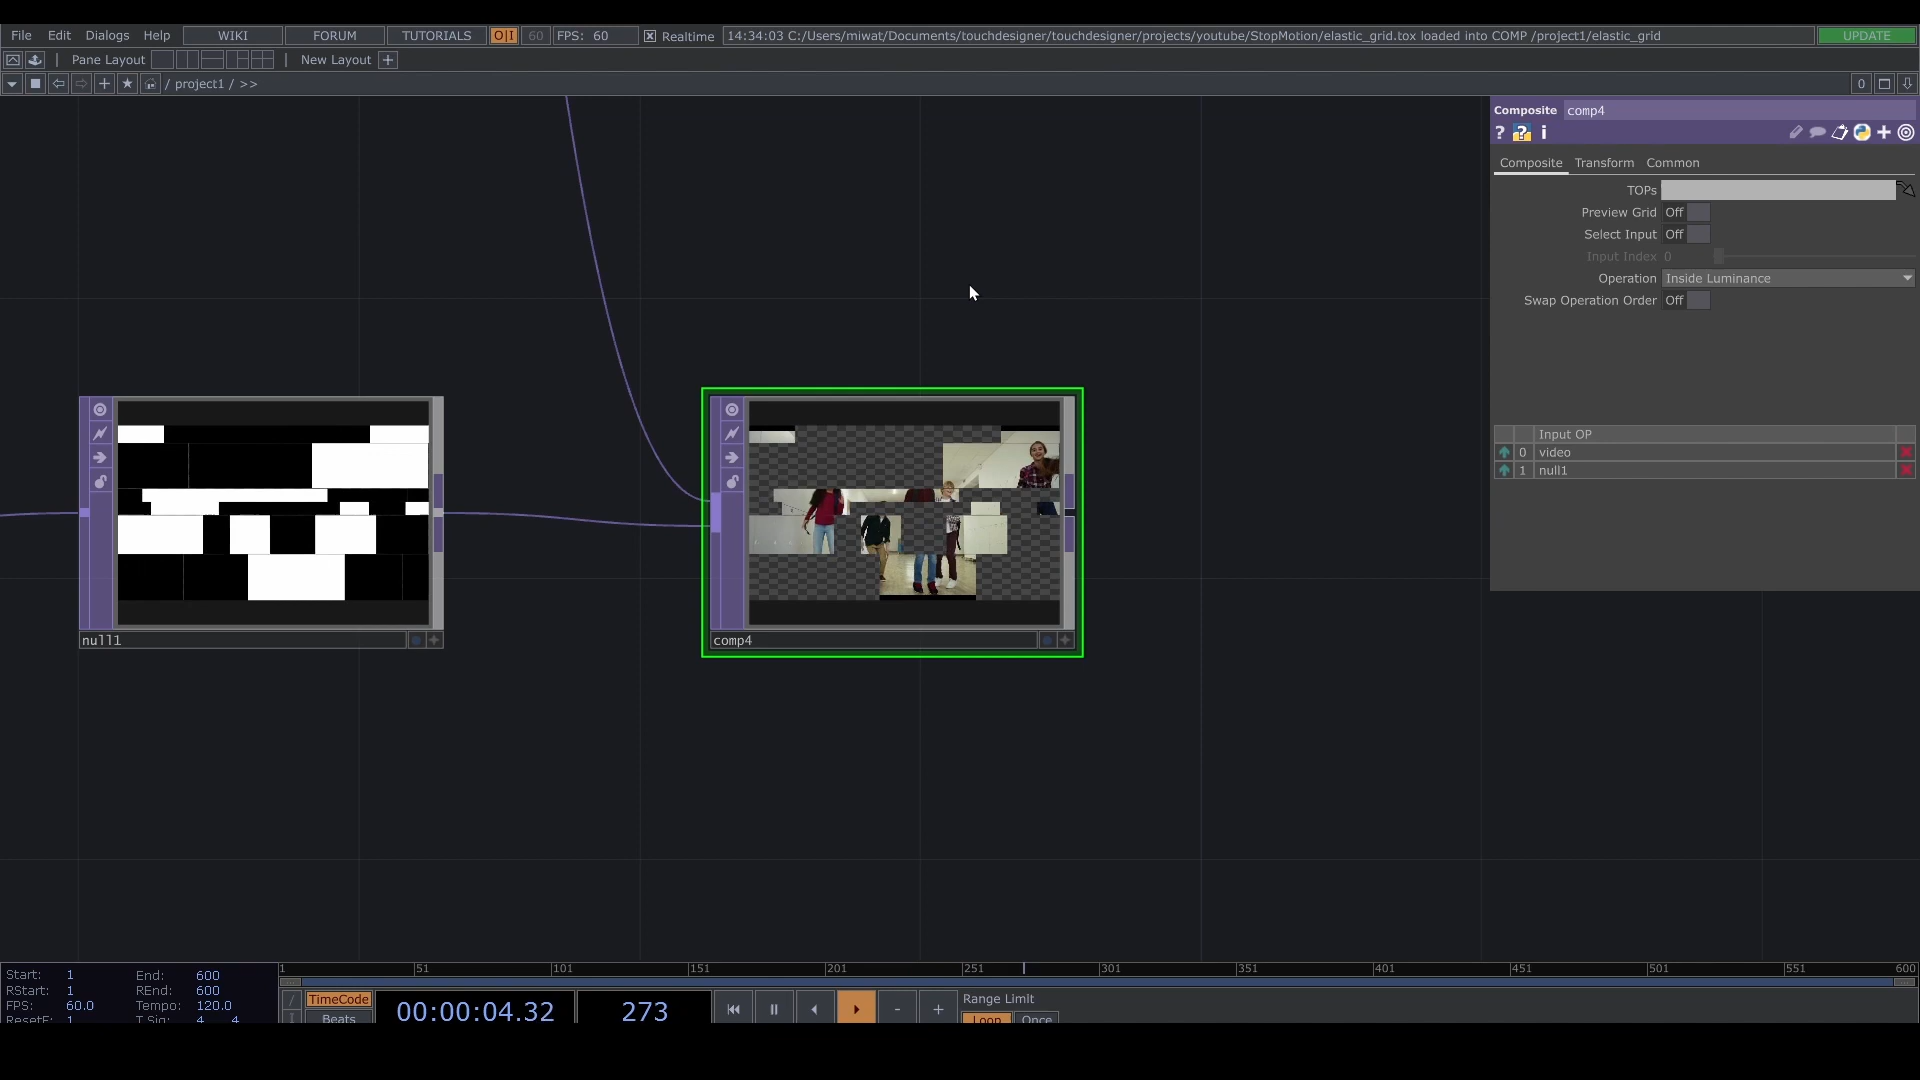 File Edit Dialogs Help WIKI FORUM TUTORIALS O|I 60 FPS: 60 Realtime 14:34:03 C:/Users/miwat/Documents/touchdesigner/touchdesigner/projects/youtube/StopMotion/elastic_grid.tox loaded into COMP /project1/elastic_grid UPDATE
Pane Layout New Layout +
/ project1 / >> 0
Composite comp4
? ? i
Composite Transform Common
TOPs
Preview Grid Off
Select Input Off
Input Index 0
Operation Inside Luminance
Swap Operation Order Off
Input OP
0 video
1 null1
null1
comp4
1 51 101 151 201 251 301 351 401 451 501 551 600
Start: 1 End: 600
RStart: 1 REnd: 600
FPS: 60.0 Tempo: 120.0
ResetF: 1 T Sig: 4 4
TimeCode
Beats
00:00:04.32 273
- +
Range Limit
Loop Once